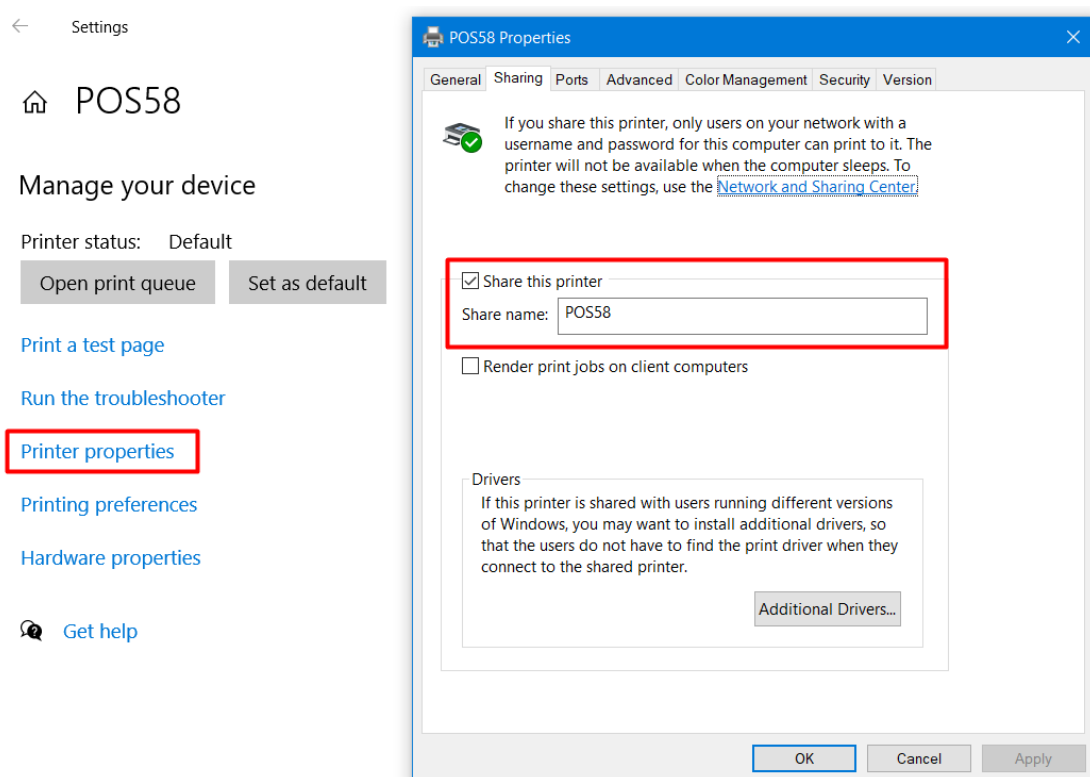 Settings
POS58
Manage your device
Printer status: Default
Open print queue
Set as default
Print a test page
Run the troubleshooter
Printer properties
Printing preferences
Hardware properties
Get help
POS58 Properties
General
Sharing
Ports
Advanced
Color Management
Security
Version
If you share this printer, only users on your network with a
username and password for this computer can print to it. The
printer will not be available when the computer sleeps. To
change these settings, use the Network and Sharing Center.
Share this printer
Share name: POS58
Render print jobs on client computers
Drivers
If this printer is shared with users running different versions
of Windows, you may want to install additional drivers, so
that the users do not have to find the print driver when they
connect to the shared printer.
Additional Drivers...
OK
Cancel
Apply